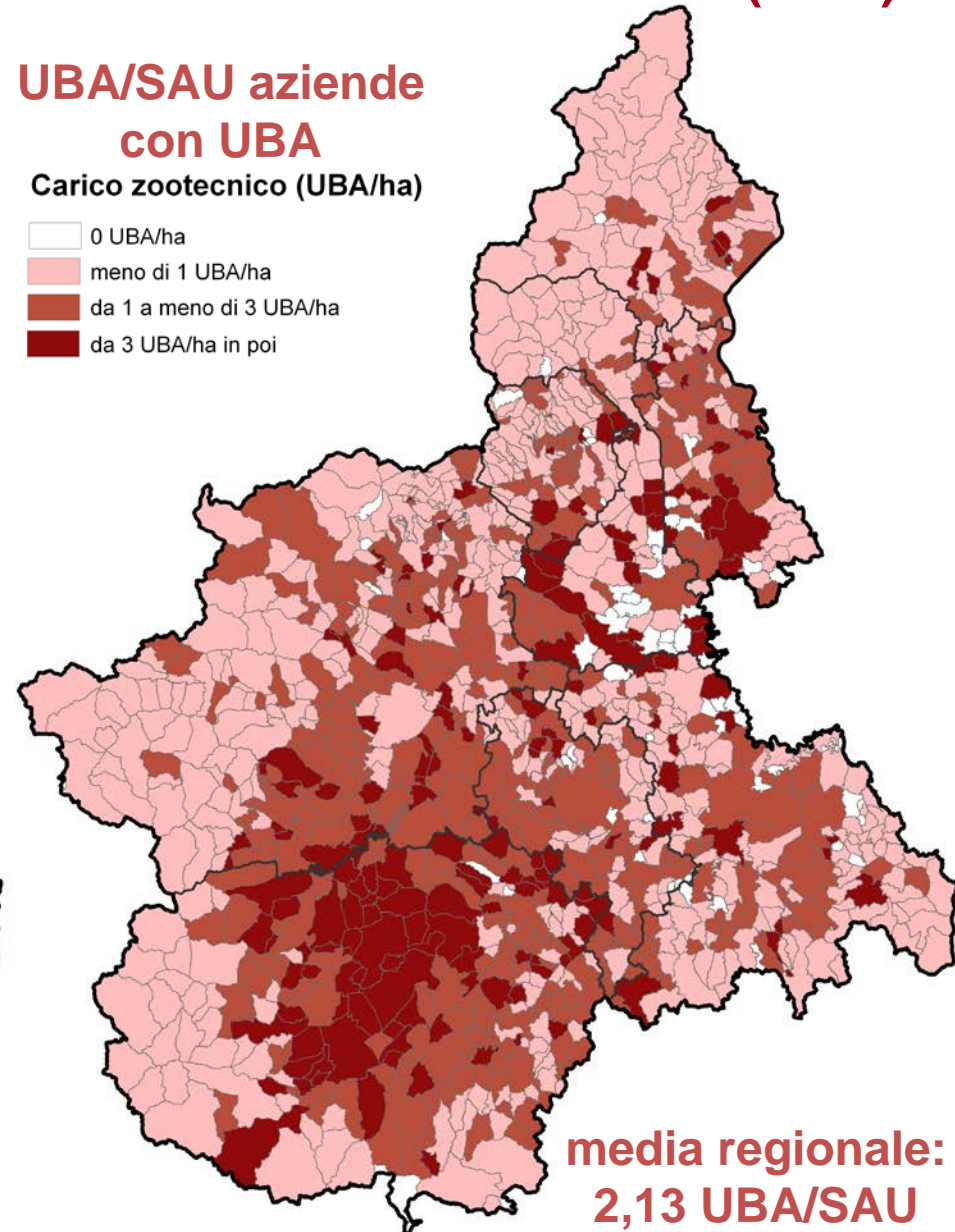 UBA/SAU aziende
con UBA
Carico zootecnico (UBA/ha)
0 UBA/ha
meno di 1 UBA/ha
da 1 a meno di 3 UBA/ha
da 3 UBA/ha in poi
media regionale:
2,13 UBA/SAU